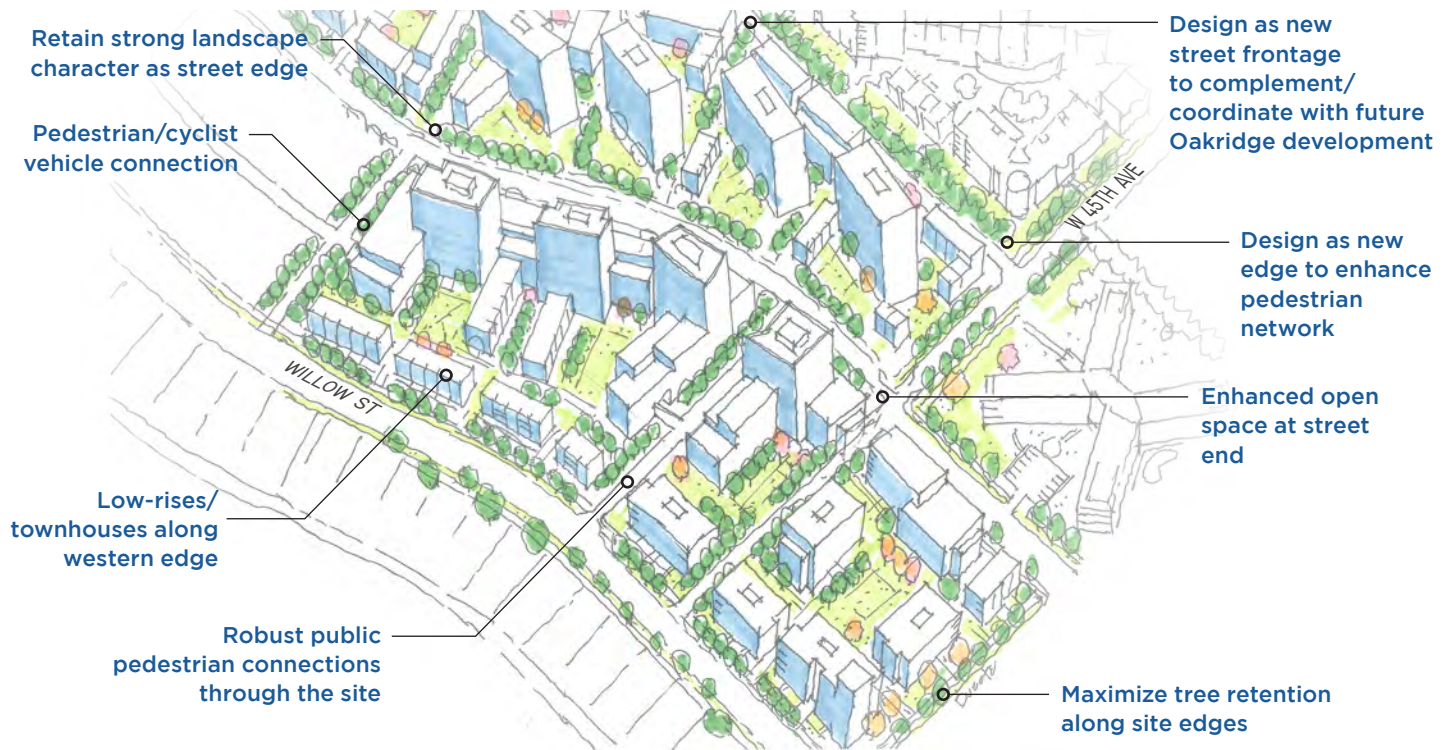 Retain strong landscape
character as street edge
Pedestrian/cyclist
vehicle connection
Design as new
street frontage
to complement/
coordinate with future
Oakridge development
W 45TH AVE
Design as new
edge to enhance
pedestrian
network
WILLOW ST
Enhanced open
space at street
end
Low-rises/
townhouses along
western edge
Robust public
pedestrian connections
through the site
Maximize tree retention
along site edges